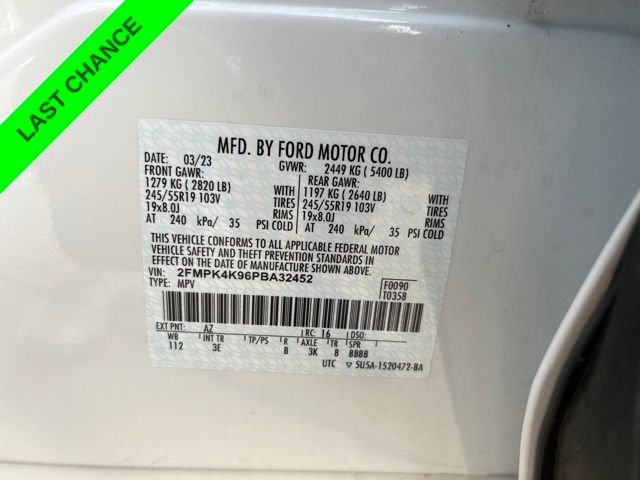 LAST CHANCE
MFD. BY FORD MOTOR CO.
DATE: 03/23 GVWR: 2449 KG ( 5400 LB)
FRONT GAWR: REAR GAWR:
1279 KG ( 2820 LB) WITH 1197 KG ( 2640 LB) WITH
245/55R19 103V TIRES 245/55R19 103V TIRES
19x8.0J RIMS 19x8.0J RIMS
AT 240 kPa/ 35 PSI COLD AT 240 kPa/ 35 PSI COLD
THIS VEHICLE CONFORMS TO ALL APPLICABLE FEDERAL MOTOR
VEHICLE SAFETY AND THEFT PREVENTION STANDARDS IN
EFFECT ON THE DATE OF MANUFACTURE SHOWN ABOVE.
VIN: 2FMPK4K96PBA32452 F0090
TYPE: MPV T0358
EXT PNT: AZ RC: 16 DSO:
WB INT TR TP/PS R AXLE TR SPR
112 3E B 3K 8 BBBB
UTC ▽ 5U5A-1520472-BA